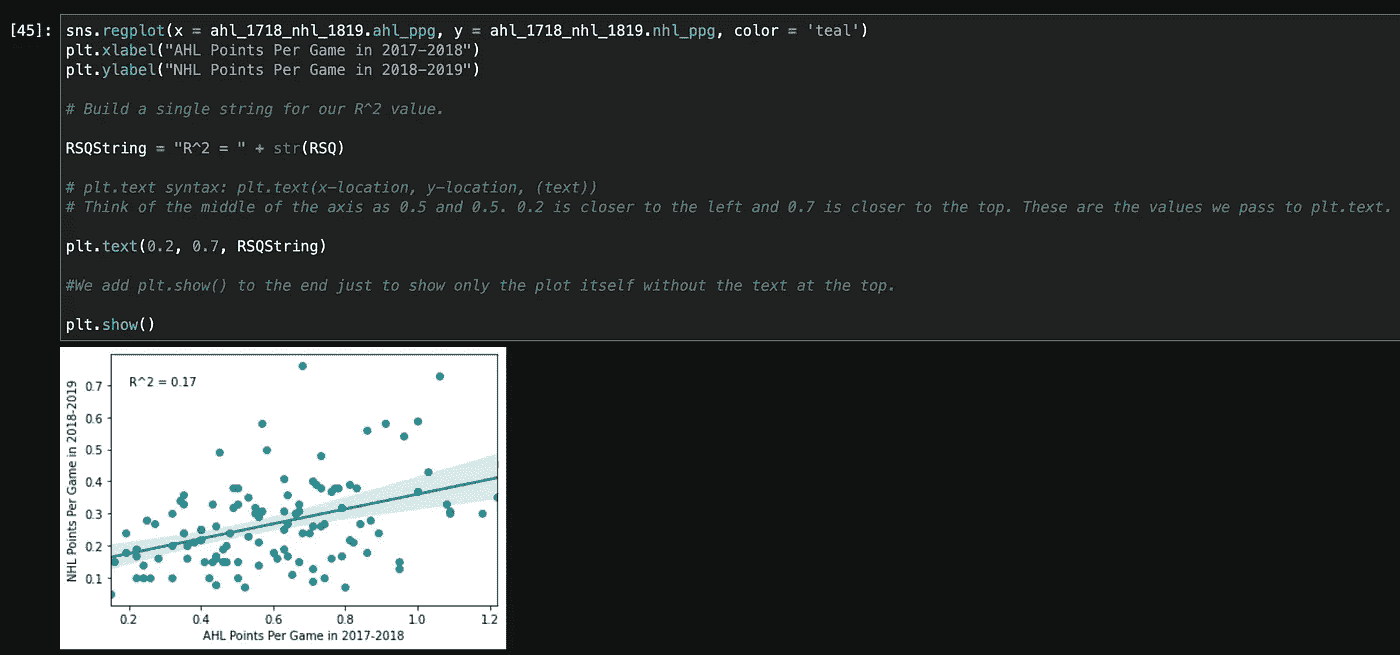 [45]: sns.regplot(x = ahl_1718_nhl_1819.ahl_ppg, y = ahl_1718_nhl_1819.nhl_ppg, color = 'teal')
plt.xlabel("AHL Points Per Game in 2017-2018")
plt.ylabel("NHL Points Per Game in 2018-2019")
# Build a single string for our R^2 value.
RSQString = "R^2 = " + str(RSQ)
# plt.text syntax: plt.text(x-location, y-location, (text))
# Think of the middle of the axis as 0.5 and 0.5. 0.2 is closer to the left and 0.7 is closer to the top. These are the values we pass to plt.text.
plt.text(0.2, 0.7, RSQString)
#We add plt.show() to the end just to show only the plot itself without the text at the top.
plt.show()
R^2 = 0.17
NHL Points Per Game in 2018-2019
0.7
0.6
0.5
0.4
0.3
0.2
0.1
0.2 0.4 0.6 0.8 1.0 1.2
AHL Points Per Game in 2017-2018